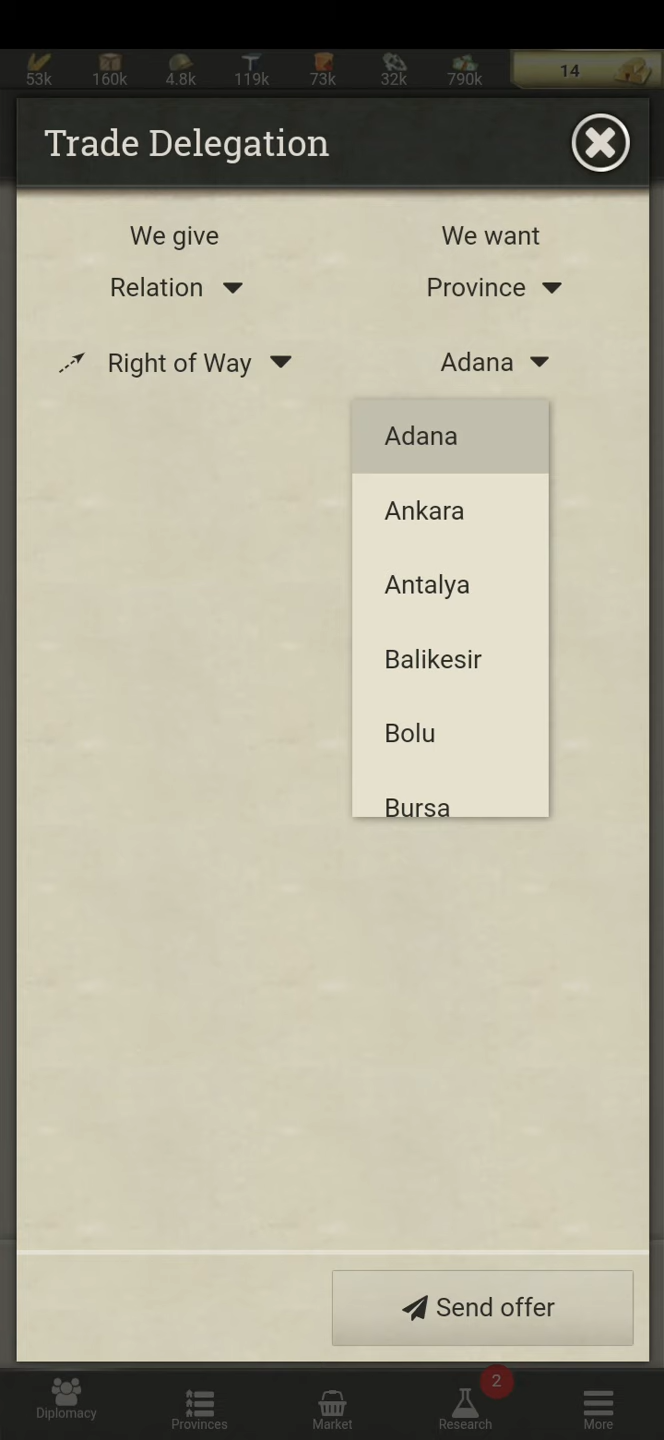 53k 160k 4.8k 119k 73k 32k 790k 14
Trade Delegation
We give We want
Relation Province
Right of Way Adana
Adana
Ankara
Antalya
Balikesir
Bolu
Bursa
Send offer
2
Diplomacy Provinces Market Research More